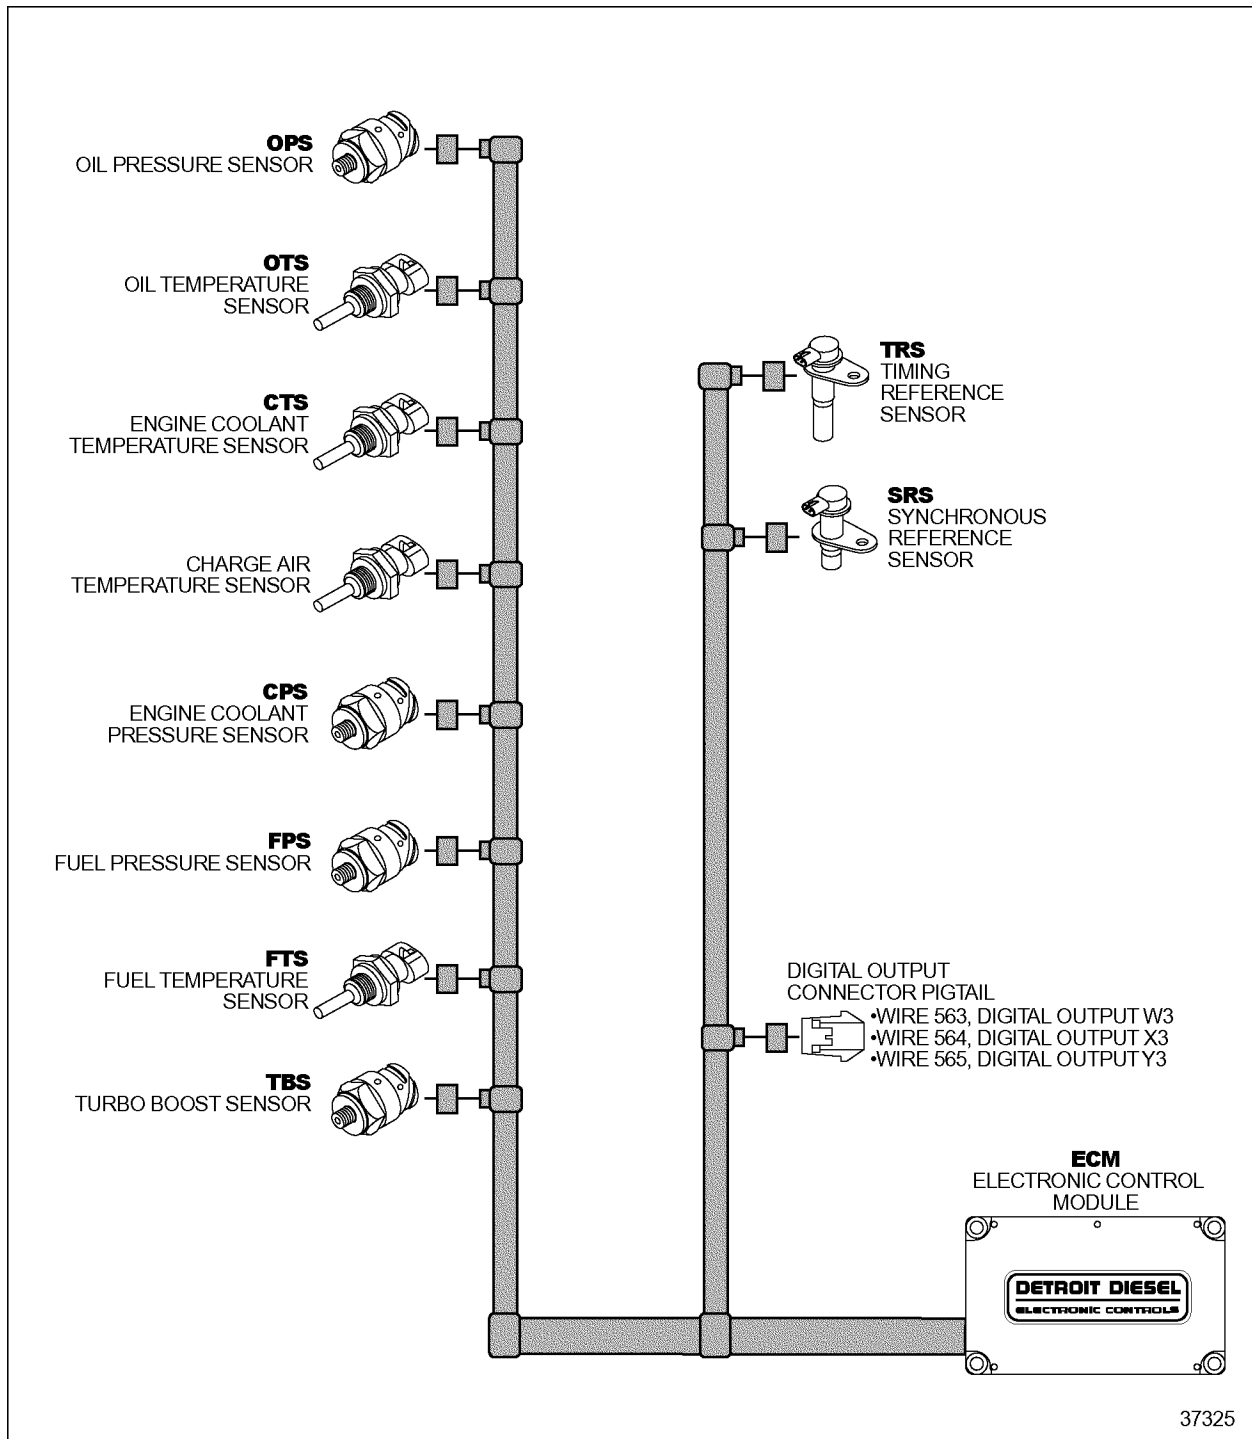 OPS
OIL PRESSURE SENSOR
OTS
OIL TEMPERATURE
SENSOR
CTS
ENGINE COOLANT
TEMPERATURE SENSOR
CHARGE AIR
TEMPERATURE SENSOR
CPS
ENGINE COOLANT
PRESSURE SENSOR
FPS
FUEL PRESSURE SENSOR
FTS
FUEL TEMPERATURE
SENSOR
TBS
TURBO BOOST SENSOR
TRS
TIMING
REFERENCE
SENSOR
SRS
SYNCHRONOUS
REFERENCE
SENSOR
DIGITAL OUTPUT
CONNECTOR PIGTAIL
•WIRE 563, DIGITAL OUTPUT W3
•WIRE 564, DIGITAL OUTPUT X3
•WIRE 565, DIGITAL OUTPUT Y3
ECM
ELECTRONIC CONTROL
MODULE
DETROIT DIESEL
ELECTRONIC CONTROLS
37325